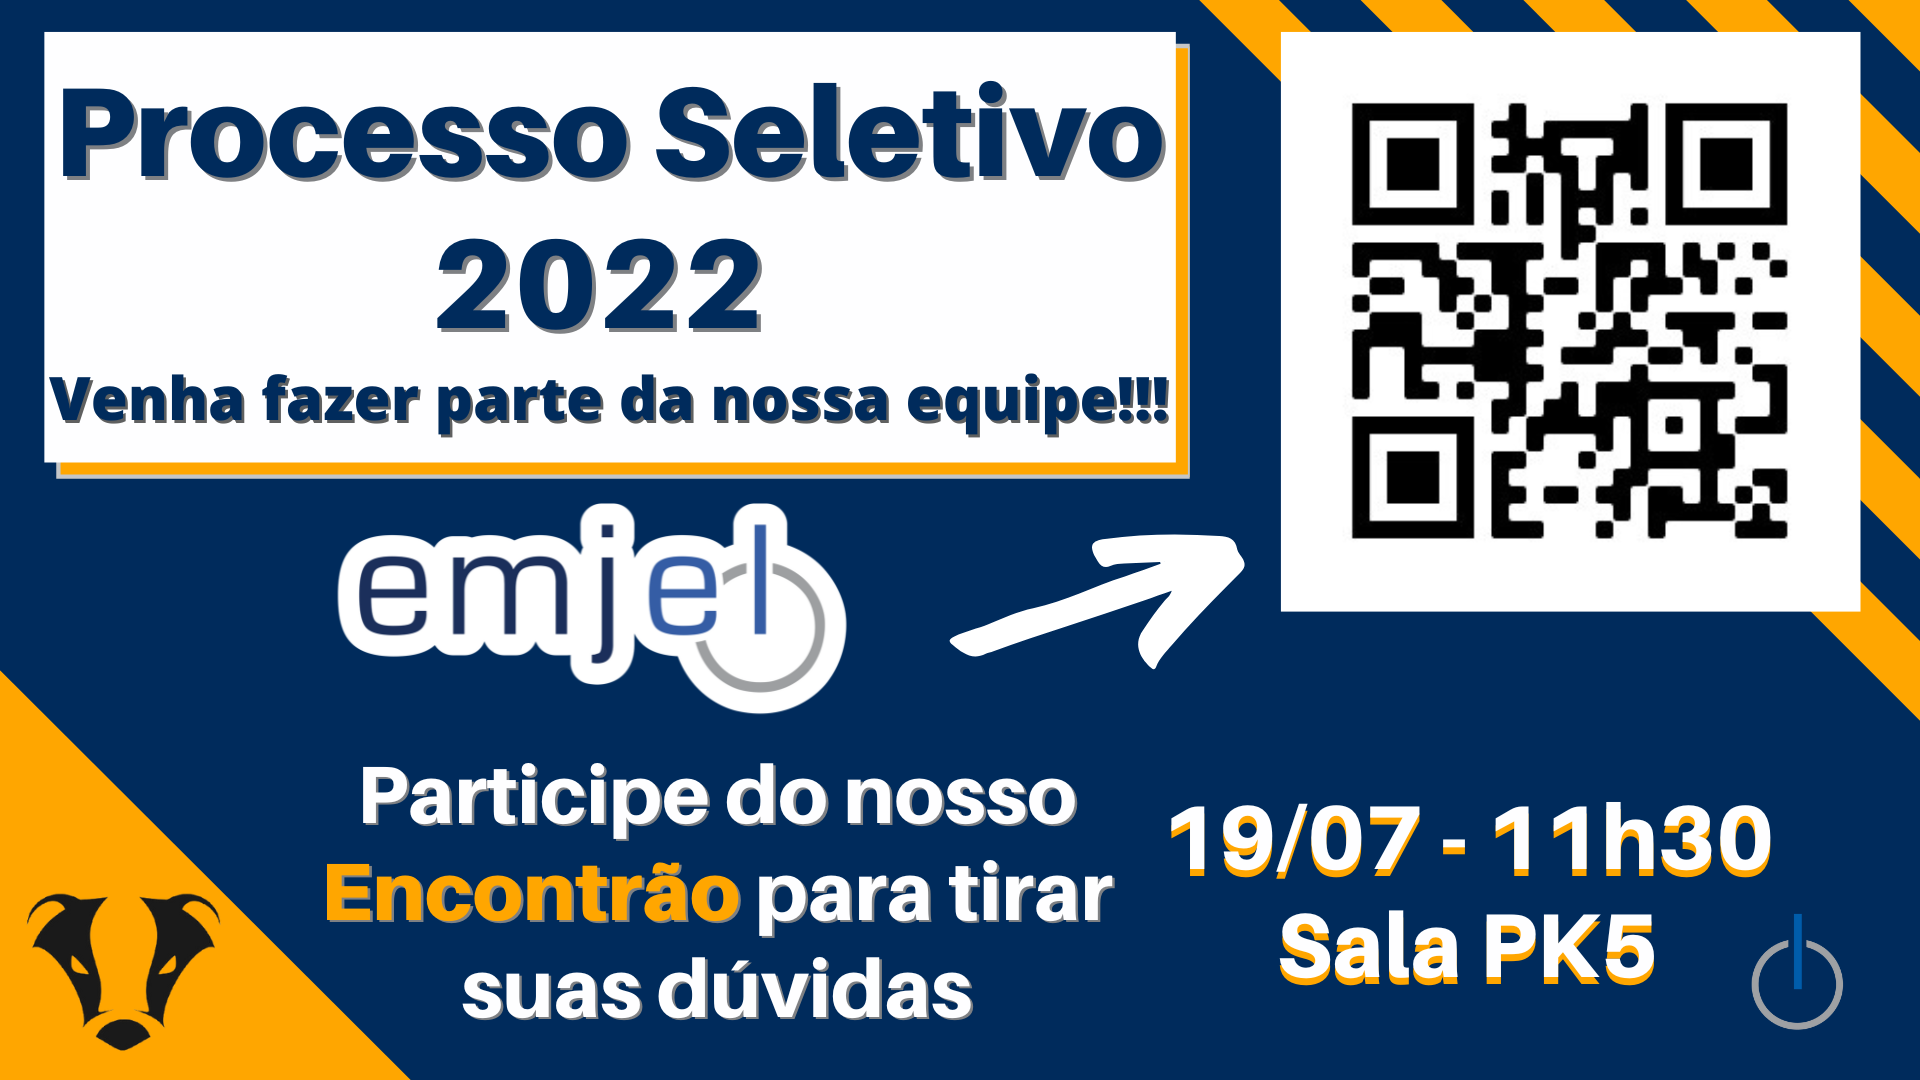 Processo Seletivo
2022
Venha fazer parte da nossa equipe!!!
emjel
Participe do nosso
Encontrão para tirar
suas dúvidas
19/07 - 11h30
Sala PK5